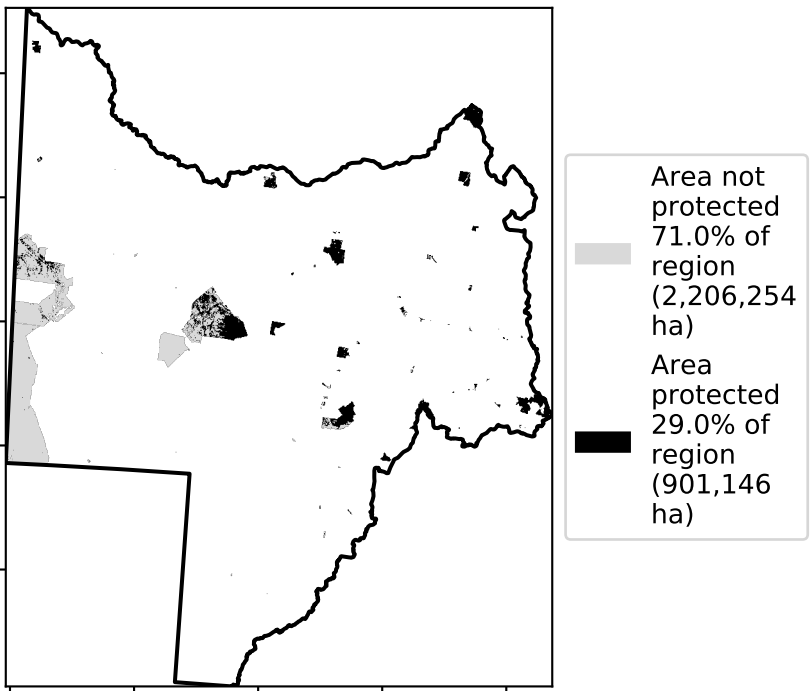 Area not
protected
71.0% of
region
(2,206,254
ha)
Area
protected
29.0% of
region
(901,146
ha)